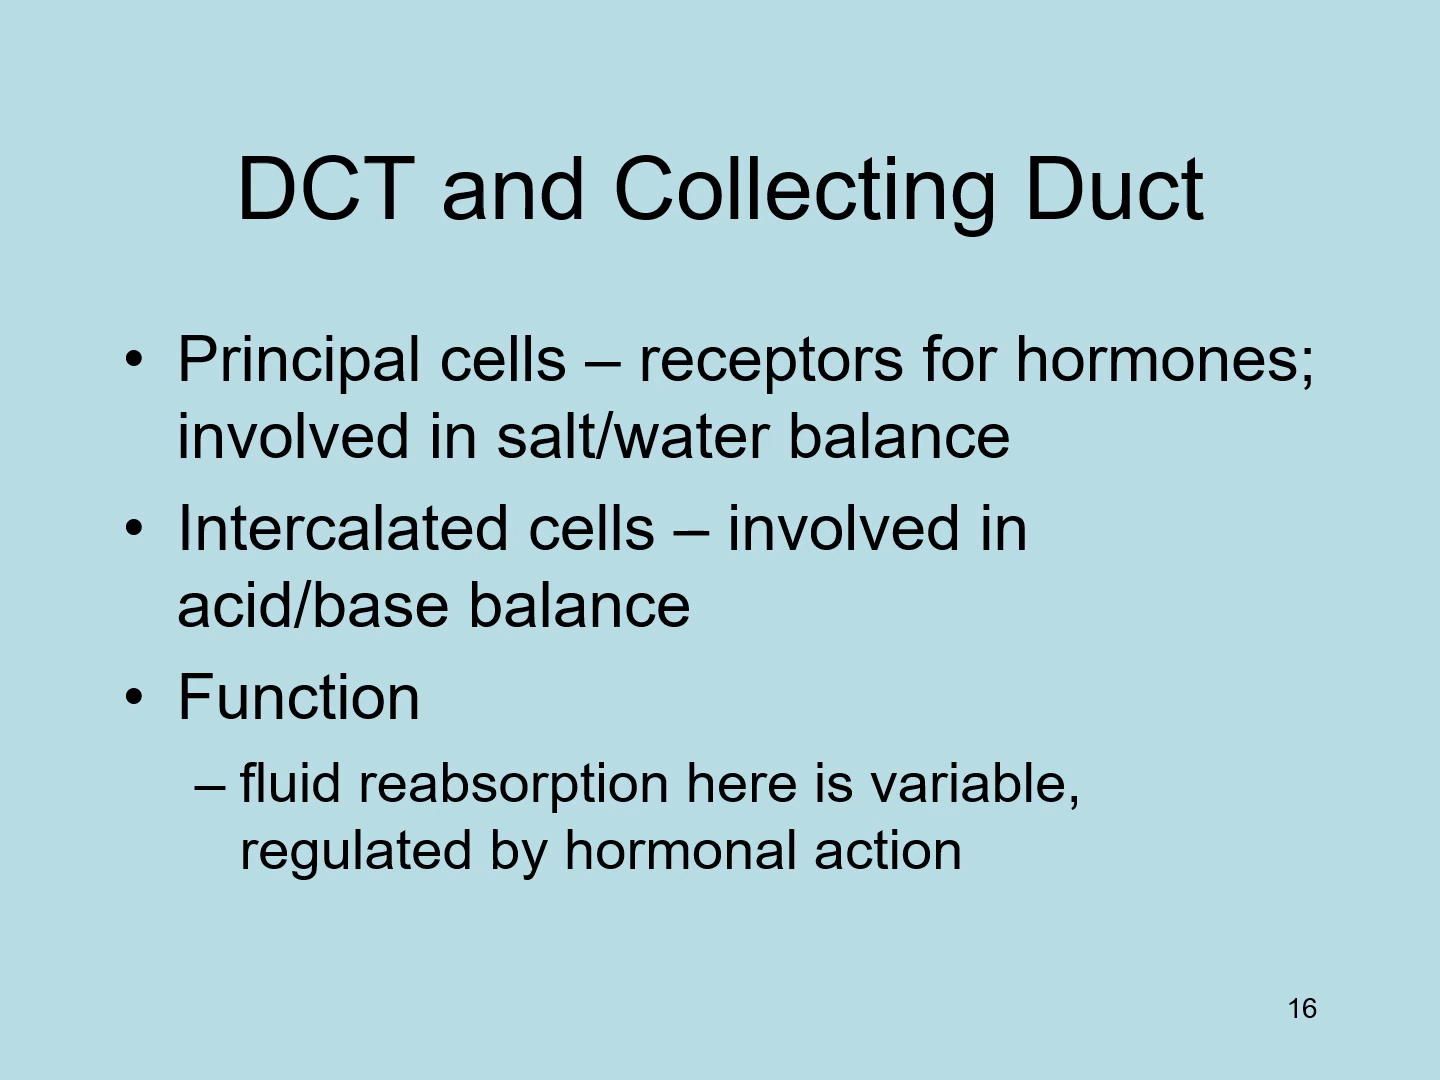 DCT and Collecting Duct
• Principal cells – receptors for hormones;
involved in salt/water balance
• Intercalated cells – involved in
acid/base balance
• Function
– fluid reabsorption here is variable,
regulated by hormonal action
16